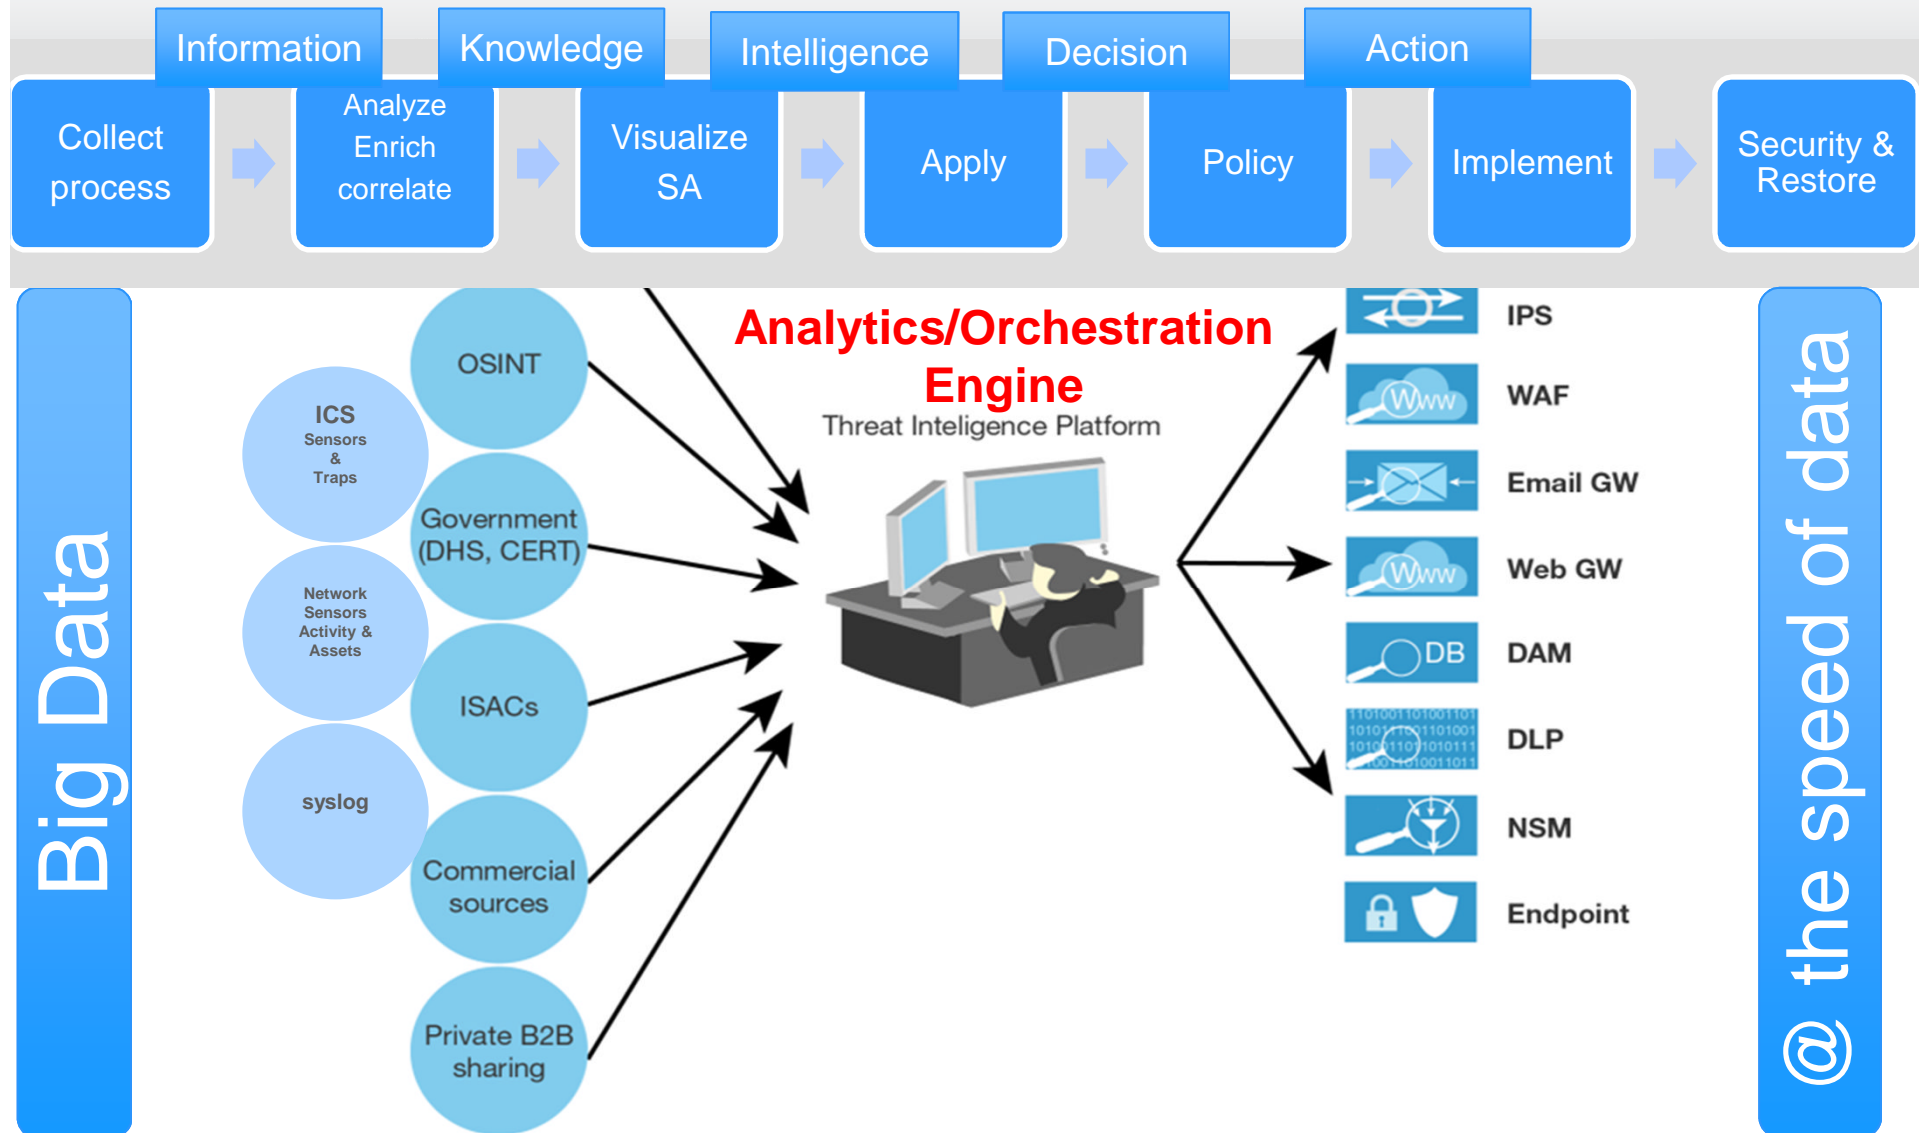 Information
Knowledge
Intelligence
Decision
Action
Collect
process
Analyze
Enrich
correlate
Visualize
SA
Apply
Policy
Implement
Security &
Restore
Big Data
ICS
Sensors
&
Traps
Network
Sensors
Activity &
Assets
syslog
OSINT
Government
(DHS, CERT)
ISACs
Commercial
sources
Private B2B
sharing
Analytics/Orchestration
Engine
Threat Inteligence Platform
IPS
Www
WAF
Email GW
Www
Web GW
DB
DAM
DLP
NSM
Endpoint
@ the speed of data